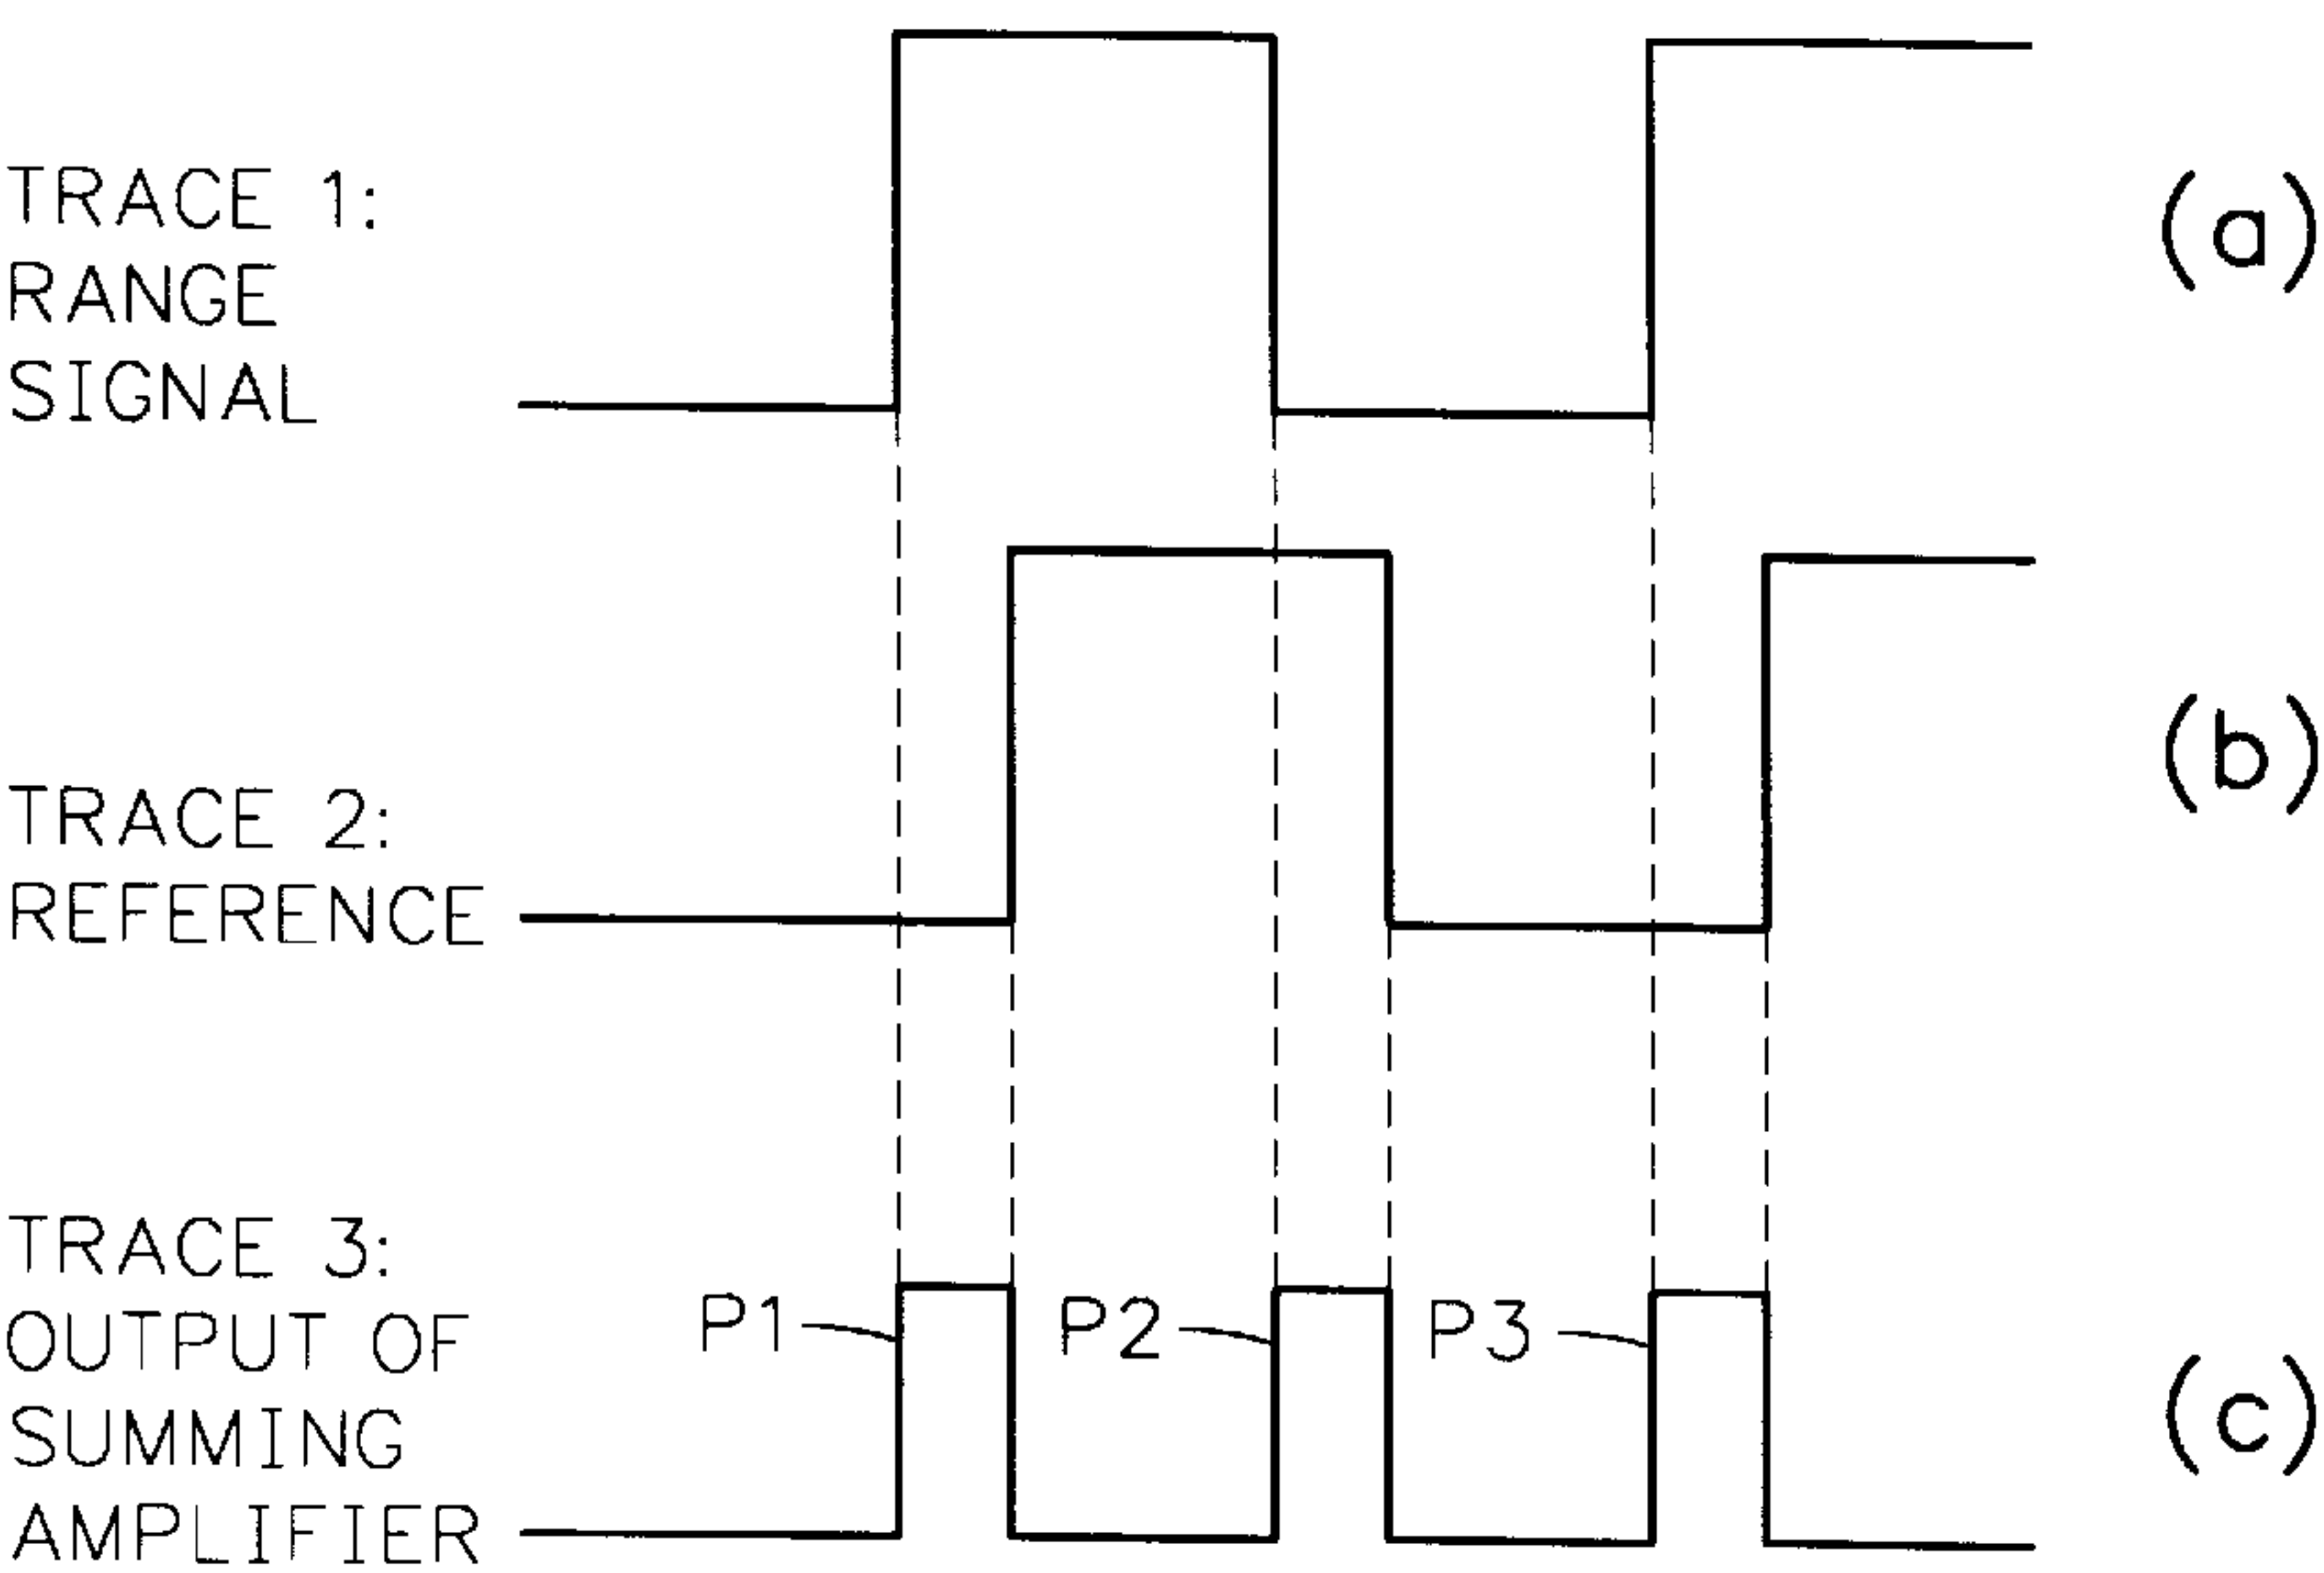 TRACE 1:
RANGE
SIGNAL
(a)
TRACE 2:
REFERENCE
(b)
TRACE 3:
OUTPUT OF
SUMMING
AMPLIFIER
P1
P2
P3
(c)